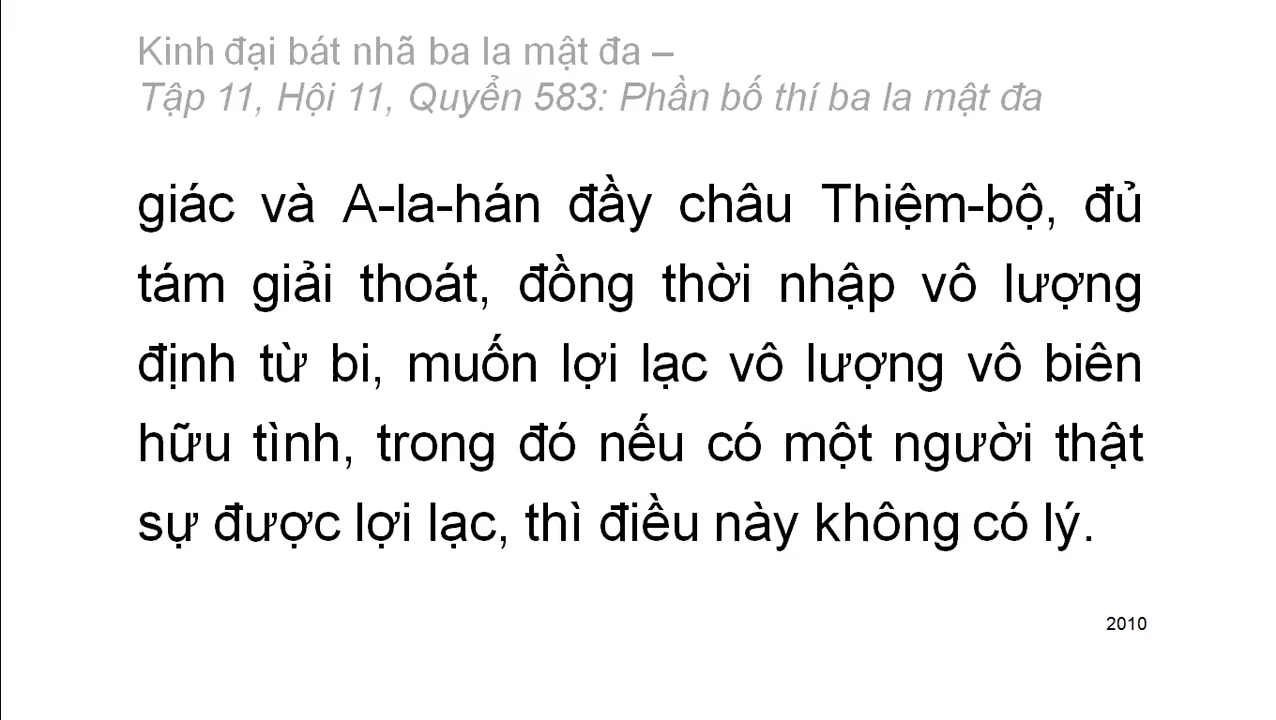 Kinh đại bát nhã ba la mật đa –
Tập 11, Hội 11, Quyển 583: Phần bố thí ba la mật đa
giác và A-la-hán đầy châu Thiệm-bộ, đủ
tám giải thoát, đồng thời nhập vô lượng
định từ bi, muốn lợi lạc vô lượng vô biên
hữu tình, trong đó nếu có một người thật
sự được lợi lạc, thì điều này không có lý.
2010